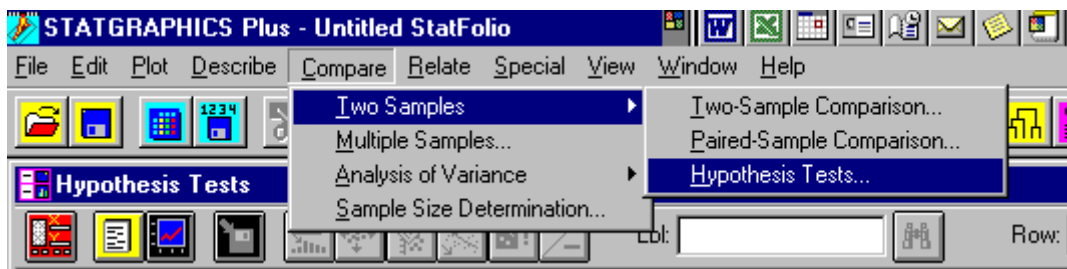 STATGRAPHICS Plus - Untitled StatFolio
File Edit Plot Describe Compare Relate Special View Window Help
1234
Two Samples
Multiple Samples...
Analysis of Variance
Sample Size Determination...
Two-Sample Comparison...
Paired-Sample Comparison...
Hypothesis Tests...
Hypothesis Tests
Row: